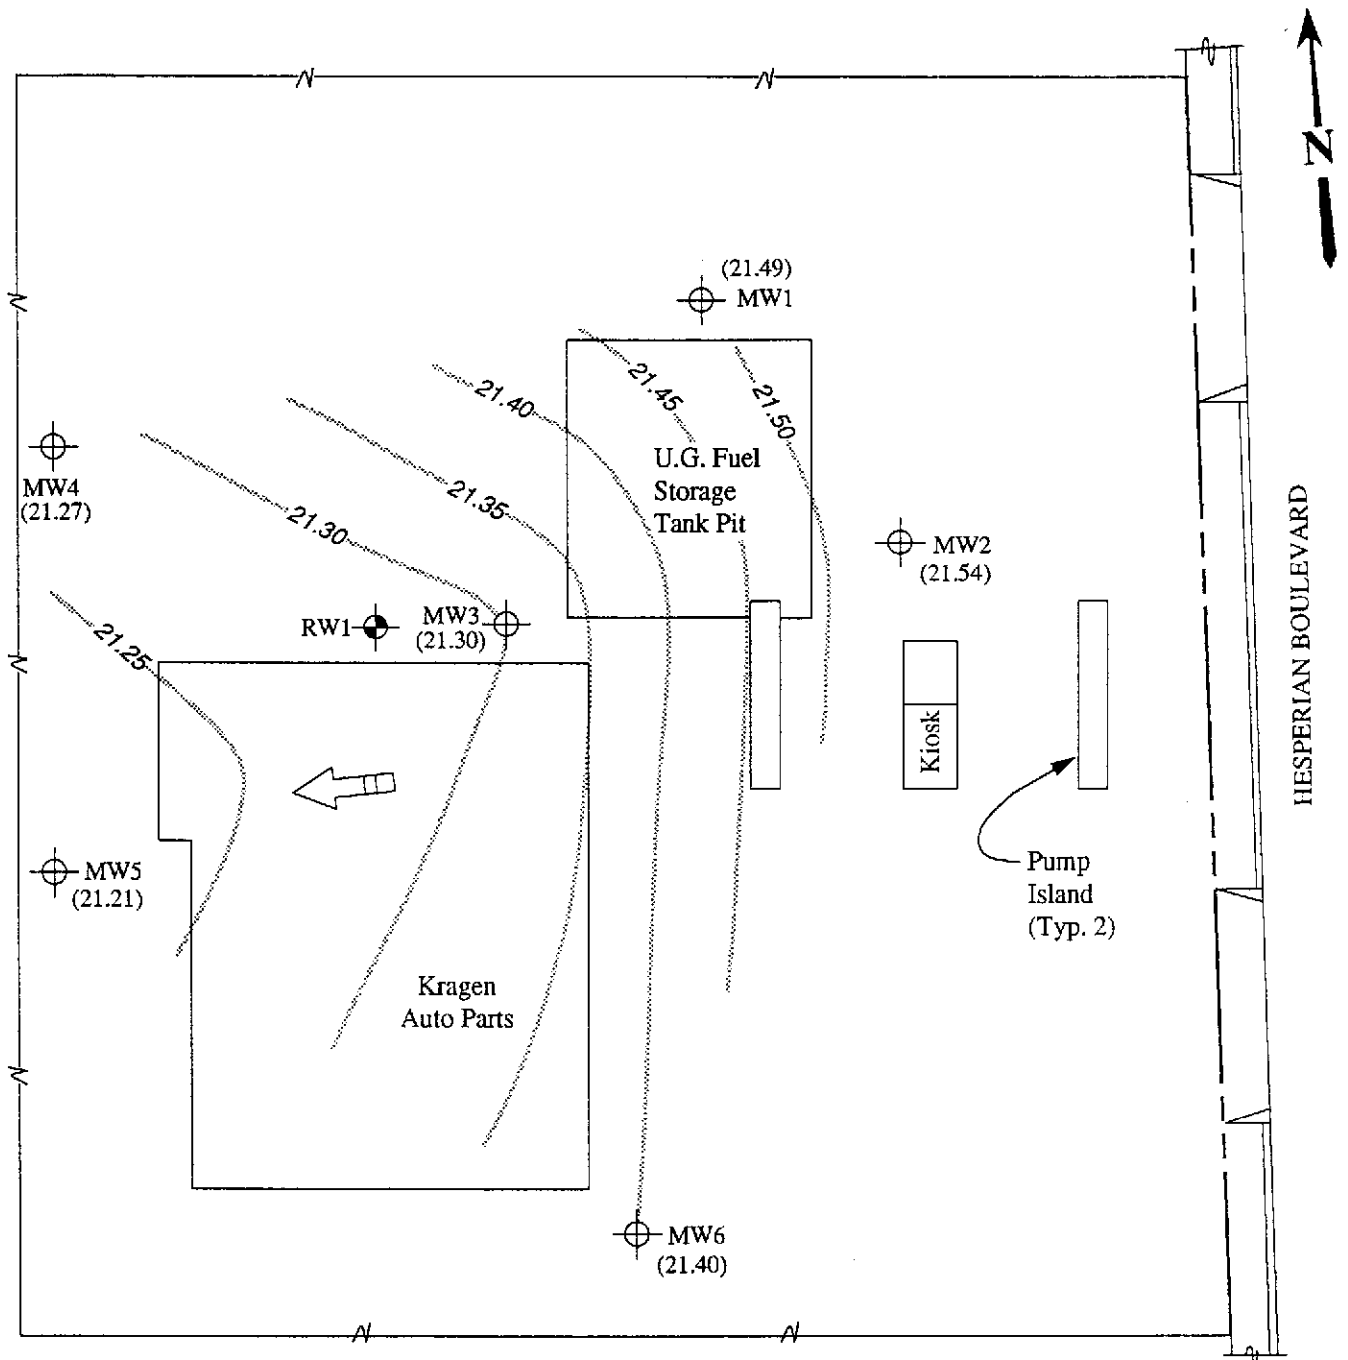 N
(21.49)
MW1
21.45
21.50
21.40
U.G. Fuel
Storage
Tank Pit
MW4
(21.27)
21.35
21.30
HESPERIAN BOULEVARD
MW2
(21.54)
RW1
MW3
(21.30)
21.25
Kiosk
MW5
(21.21)
Pump
Island
(Typ. 2)
Kragen
Auto Parts
MW6
(21.40)